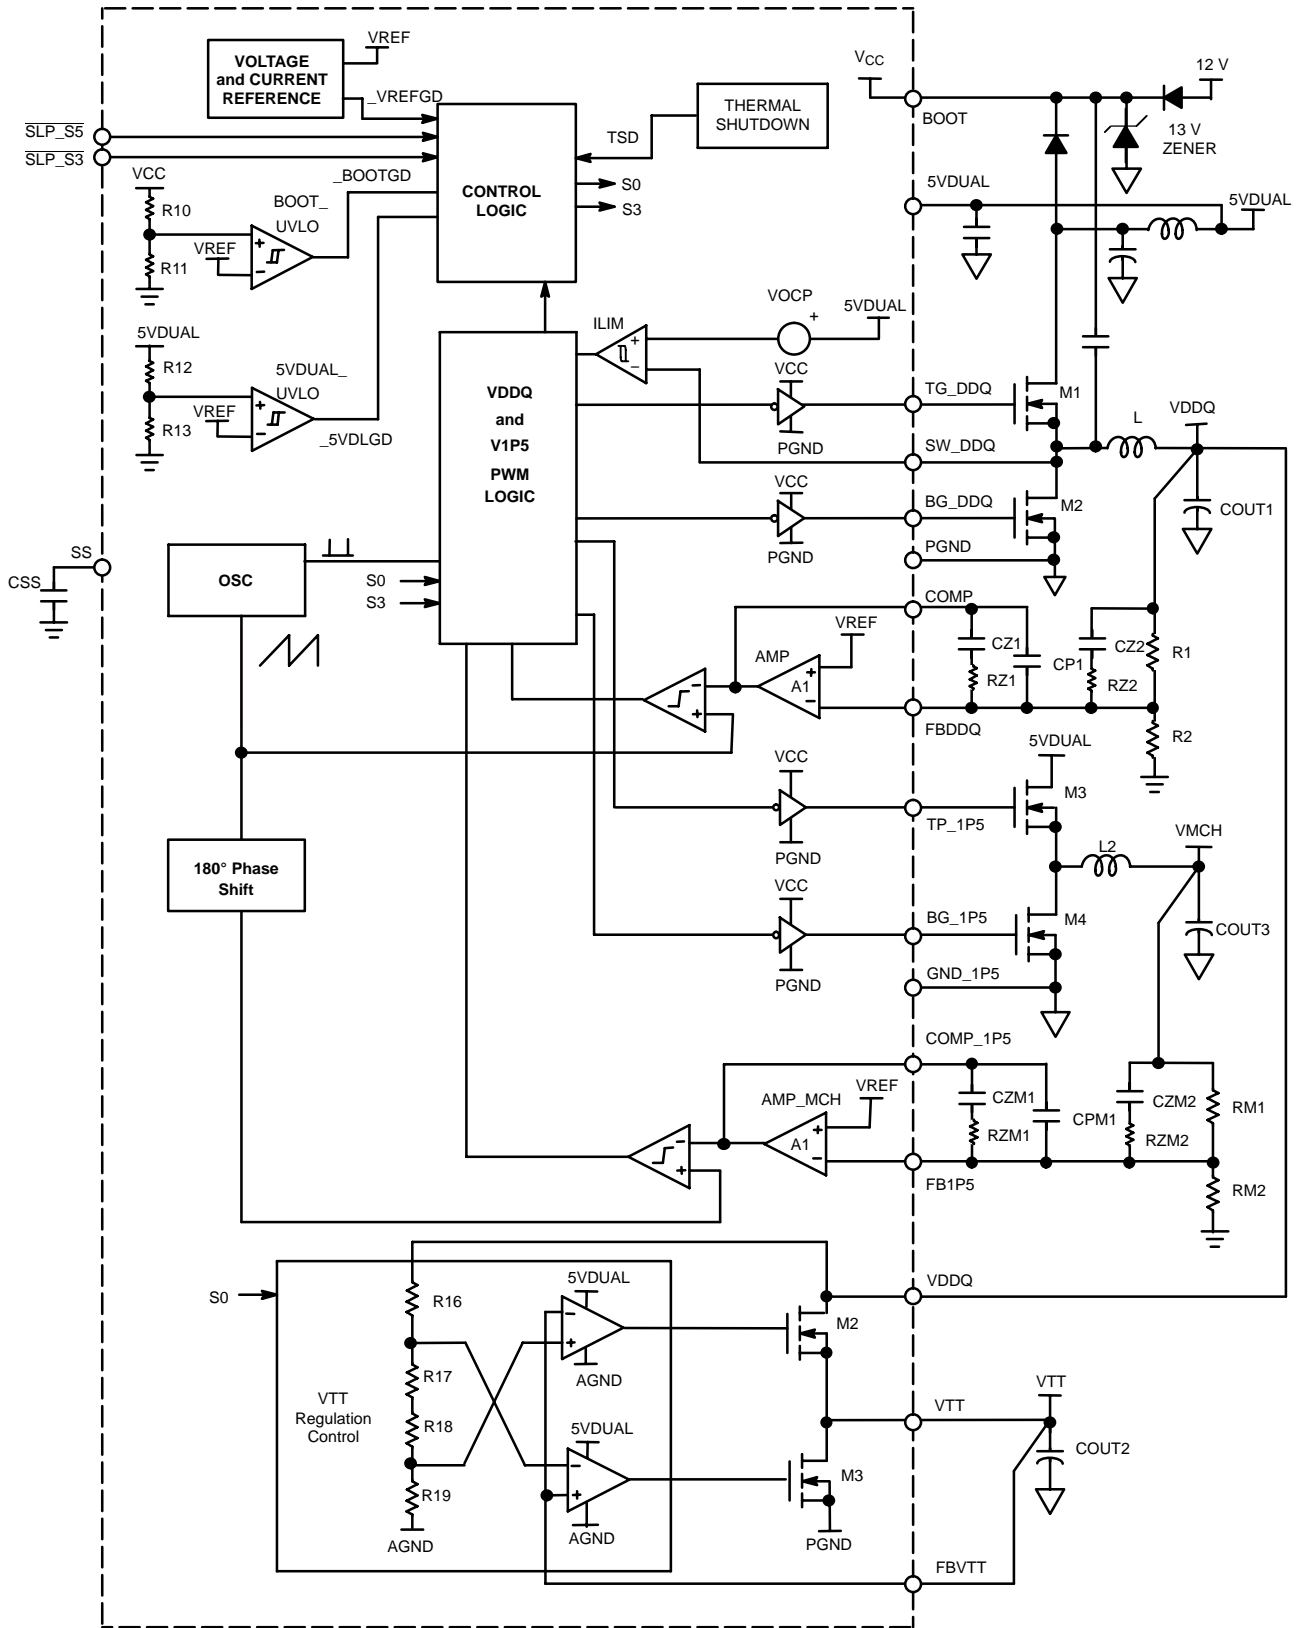 VREF
VOLTAGE
and CURRENT
REFERENCE
_VREFGD
SLP_S5
SLP_S3
THERMAL
SHUTDOWN
TSD
CONTROL
LOGIC
S0
S3
VCC
12 V
BOOT
13 V
ZENER
5VDUAL
5VDUAL
VCC
R10
R11
VREF
BOOT_
UVLO
_BOOTGD
5VDUAL
R12
R13
VREF
5VDUAL_
UVLO
_5VDLGD
VDDQ
and
V1P5
PWM
LOGIC
ILIM
VOCP
+
5VDUAL
+
−
VCC
PGND
TG_DDQ
M1
SW_DDQ
L
VDDQ
COUT1
VCC
PGND
BG_DDQ
M2
PGND
SS
CSS
OSC
S0
S3
COMP
VREF
AMP
A1
+
−
−
+
CZ1
RZ1
CP1
CZ2
RZ2
R1
R2
FBDDQ
5VDUAL
VCC
PGND
TP_1P5
M3
L2
VMCH
COUT3
180° Phase
Shift
VCC
PGND
BG_1P5
M4
GND_1P5
COMP_1P5
VREF
AMP_MCH
A1
+
−
−
+
CZM1
RZM1
CPM1
CZM2
RZM2
RM1
RM2
FB1P5
S0
VTT
Regulation
Control
R16
R17
R18
R19
AGND
5VDUAL
−
+
AGND
5VDUAL
−
+
AGND
M2
M3
PGND
VDDQ
VTT
VTT
COUT2
FBVTT